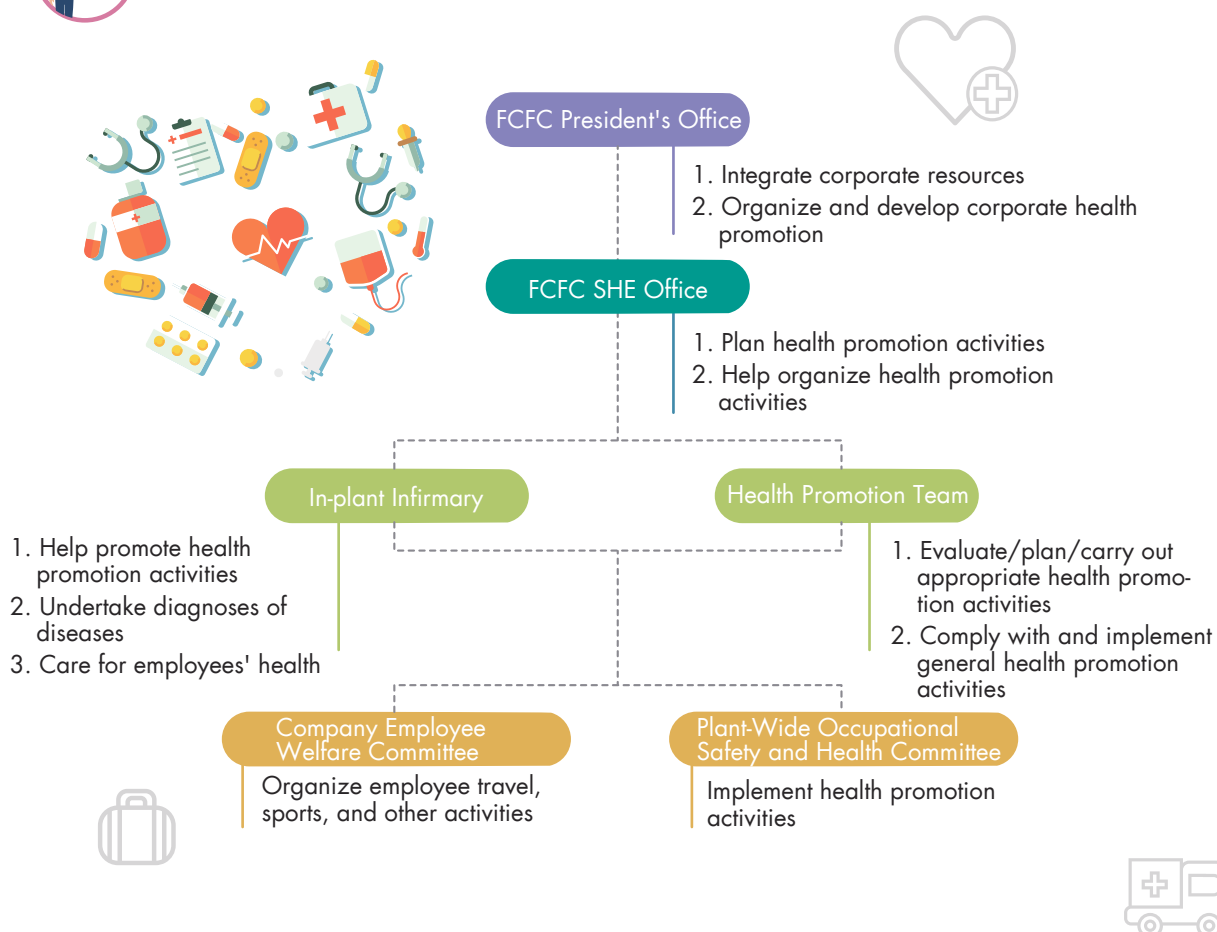 FCFC President's Office
1. Integrate corporate resources
2. Organize and develop corporate health
promotion
FCFC SHE Office
1. Plan health promotion activities
2. Help organize health promotion
activities
In-plant Infirmary
1. Help promote health
promotion activities
2. Undertake diagnoses of
diseases
3. Care for employees' health
Health Promotion Team
1. Evaluate/plan/carry out
appropriate health promo-
tion activities
2. Comply with and implement
general health promotion
activities
Company Employee
Welfare Committee
Organize employee travel,
sports, and other activities
Plant-Wide Occupational
Safety and Health Committee
Implement health promotion
activities